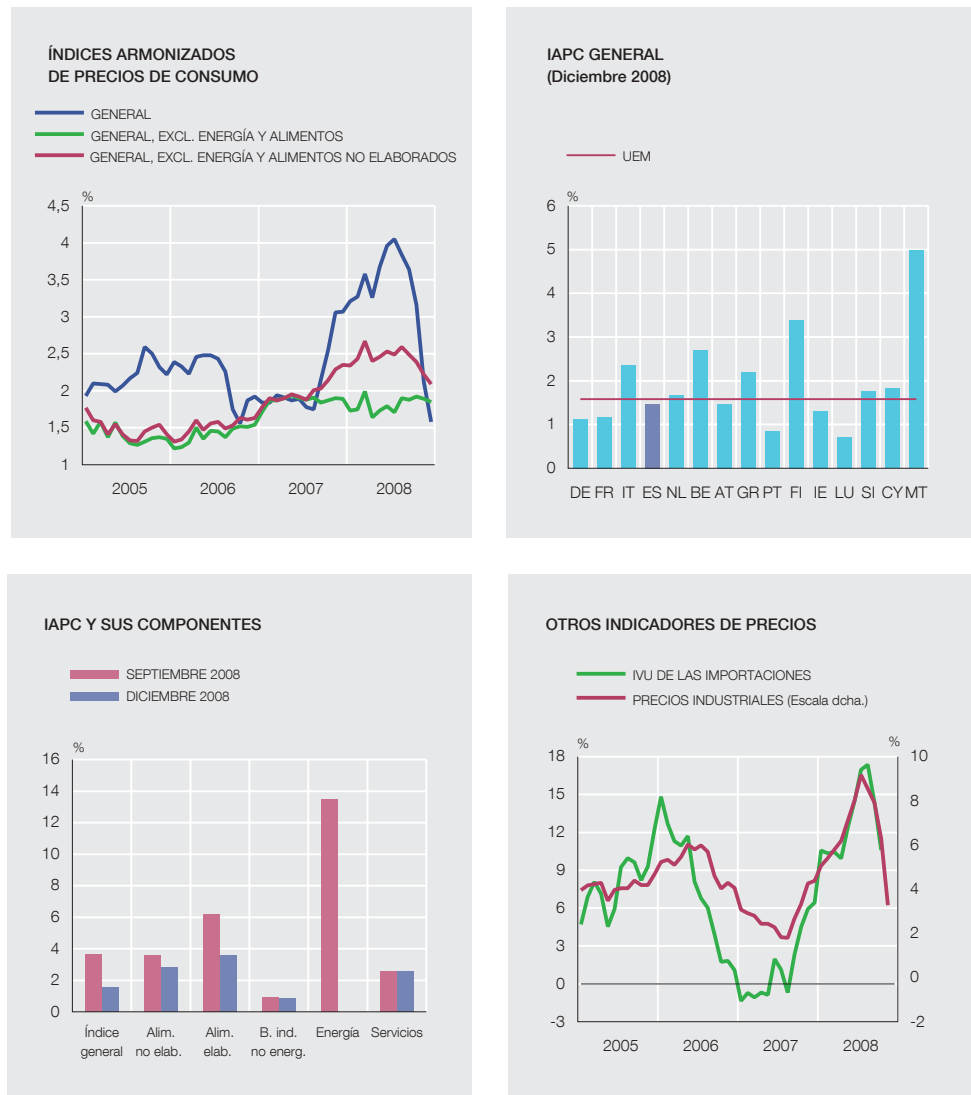 ÍNDICES ARMONIZADOS
DE PRECIOS DE CONSUMO
GENERAL
GENERAL, EXCL. ENERGÍA Y ALIMENTOS
GENERAL, EXCL. ENERGÍA Y ALIMENTOS NO ELABORADOS
%
4,5
4
3,5
3
2,5
2
1,5
1
2005 2006 2007 2008
IAPC GENERAL
(Diciembre 2008)
UEM
%
6
5
4
3
2
1
0
DE FR IT ES NL BE AT GR PT FI IE LU SI CY MT
IAPC Y SUS COMPONENTES
SEPTIEMBRE 2008
DICIEMBRE 2008
%
16
14
12
10
8
6
4
2
0
Índice general
Alim. no elab.
Alim. elab.
B. ind. no energ.
Energía
Servicios
OTROS INDICADORES DE PRECIOS
IVU DE LAS IMPORTACIONES
PRECIOS INDUSTRIALES (Escala dcha.)
% %
18
15
12
9
6
3
0
-3
10
8
6
4
2
0
-2
2005 2006 2007 2008